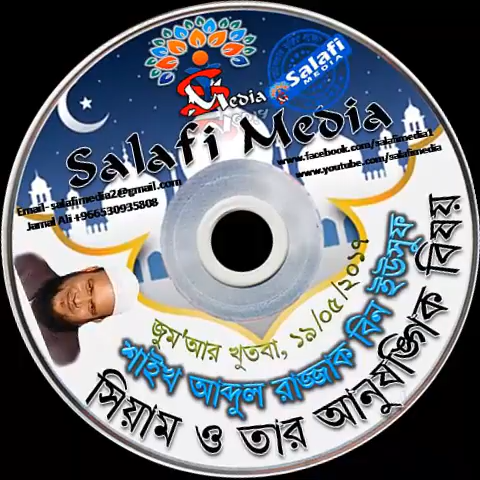 Media
Salafi
MEDIA
Salafi Media
www.facebook.com/salafimedia1
www.youtube.com/salafimedia
Email- salafimedia2@gmail.com
Jamal Ali +966530935808
জুম'আর খুতবা, ১৯/০৫/২০১৭
শাইখ আব্দুল রাজ্জাক বিন ইউসুফ
সিয়াম ও তার আনুষঙ্গিক বিষয়